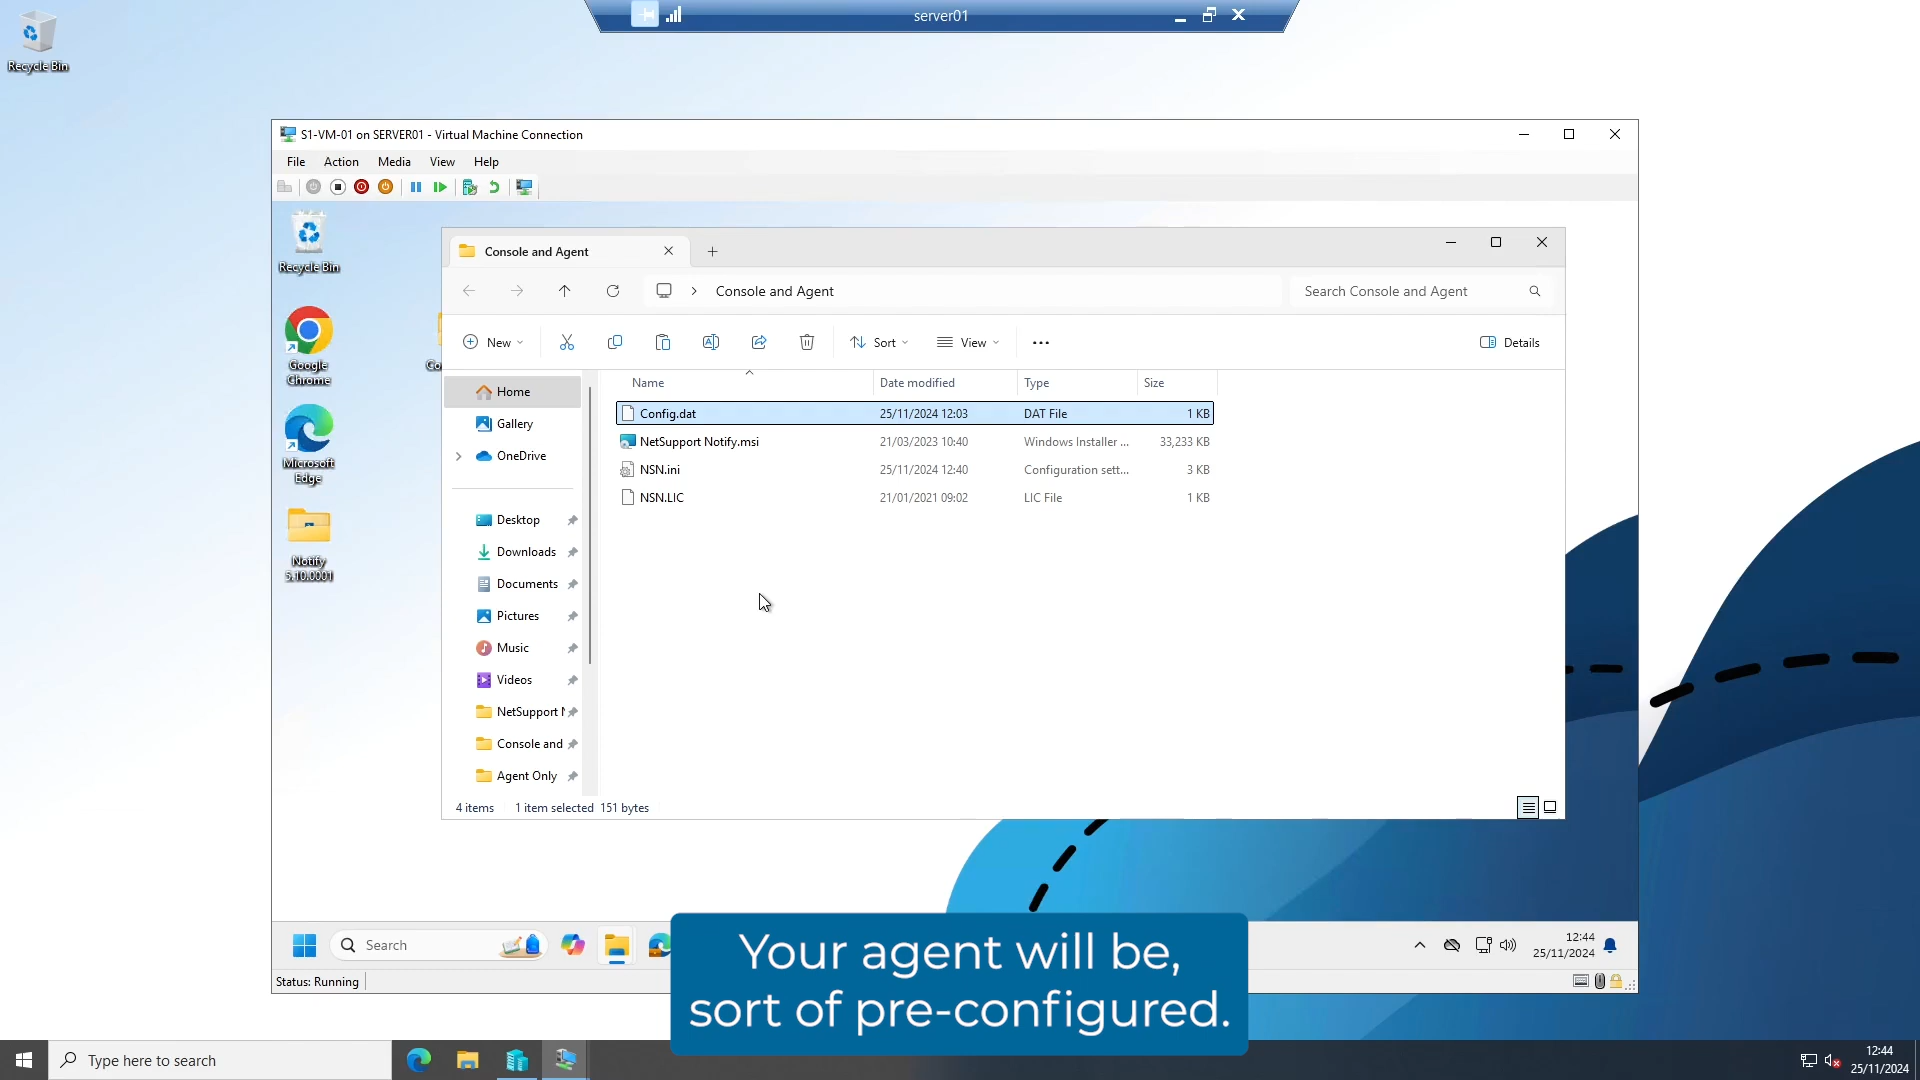 server01
Recycle Bin
S1-VM-01 on SERVER01 - Virtual Machine Connection
File Action Media View Help
Recycle Bin
Google Chrome
Microsoft Edge
Notify 5.10.0001
Co
Console and Agent
Console and Agent
Search Console and Agent
New
Sort
View
Details
Home
Gallery
OneDrive
Desktop
Downloads
Documents
Pictures
Music
Videos
NetSupport N
Console and
Agent Only
Name Date modified Type Size
Config.dat 25/11/2024 12:03 DAT File 1 KB
NetSupport Notify.msi 21/03/2023 10:40 Windows Installer ... 33,233 KB
NSN.ini 25/11/2024 12:40 Configuration sett... 3 KB
NSN.LIC 21/01/2021 09:02 LIC File 1 KB
4 items 1 item selected 151 bytes
Search
12:44
25/11/2024
Status: Running
Your agent will be,
sort of pre-configured.
Type here to search
12:44
25/11/2024